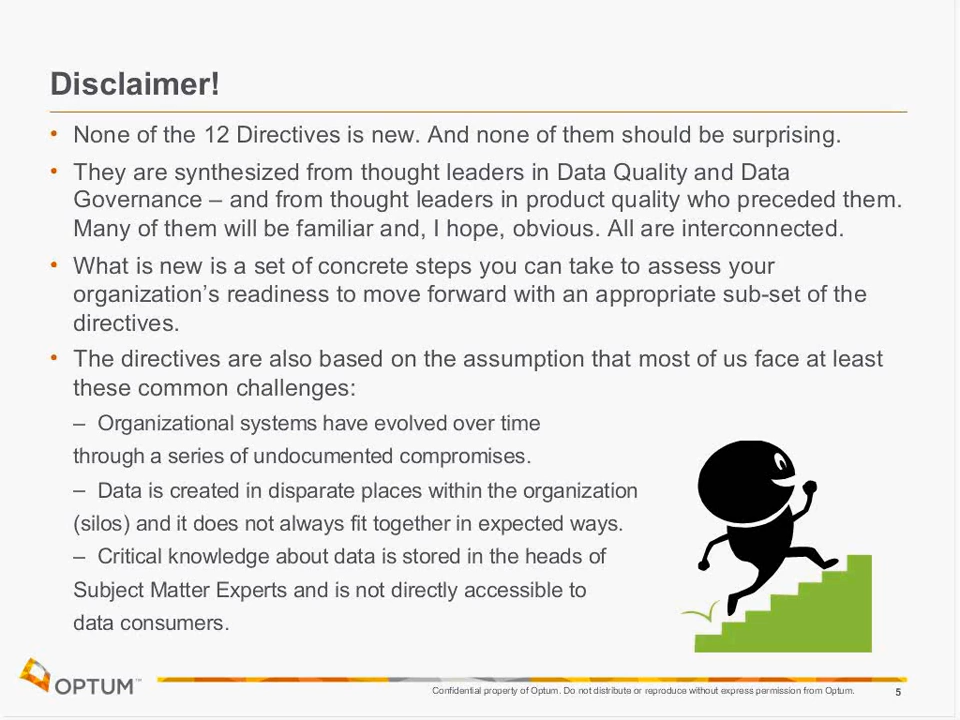 Disclaimer!
• None of the 12 Directives is new. And none of them should be surprising.
• They are synthesized from thought leaders in Data Quality and Data
Governance – and from thought leaders in product quality who preceded them.
Many of them will be familiar and, I hope, obvious. All are interconnected.
• What is new is a set of concrete steps you can take to assess your
organization’s readiness to move forward with an appropriate sub-set of the
directives.
• The directives are also based on the assumption that most of us face at least
these common challenges:
– Organizational systems have evolved over time
through a series of undocumented compromises.
– Data is created in disparate places within the organization
(silos) and it does not always fit together in expected ways.
– Critical knowledge about data is stored in the heads of
Subject Matter Experts and is not directly accessible to
data consumers.
OPTUM™
Confidential property of Optum. Do not distribute or reproduce without express permission from Optum.
5